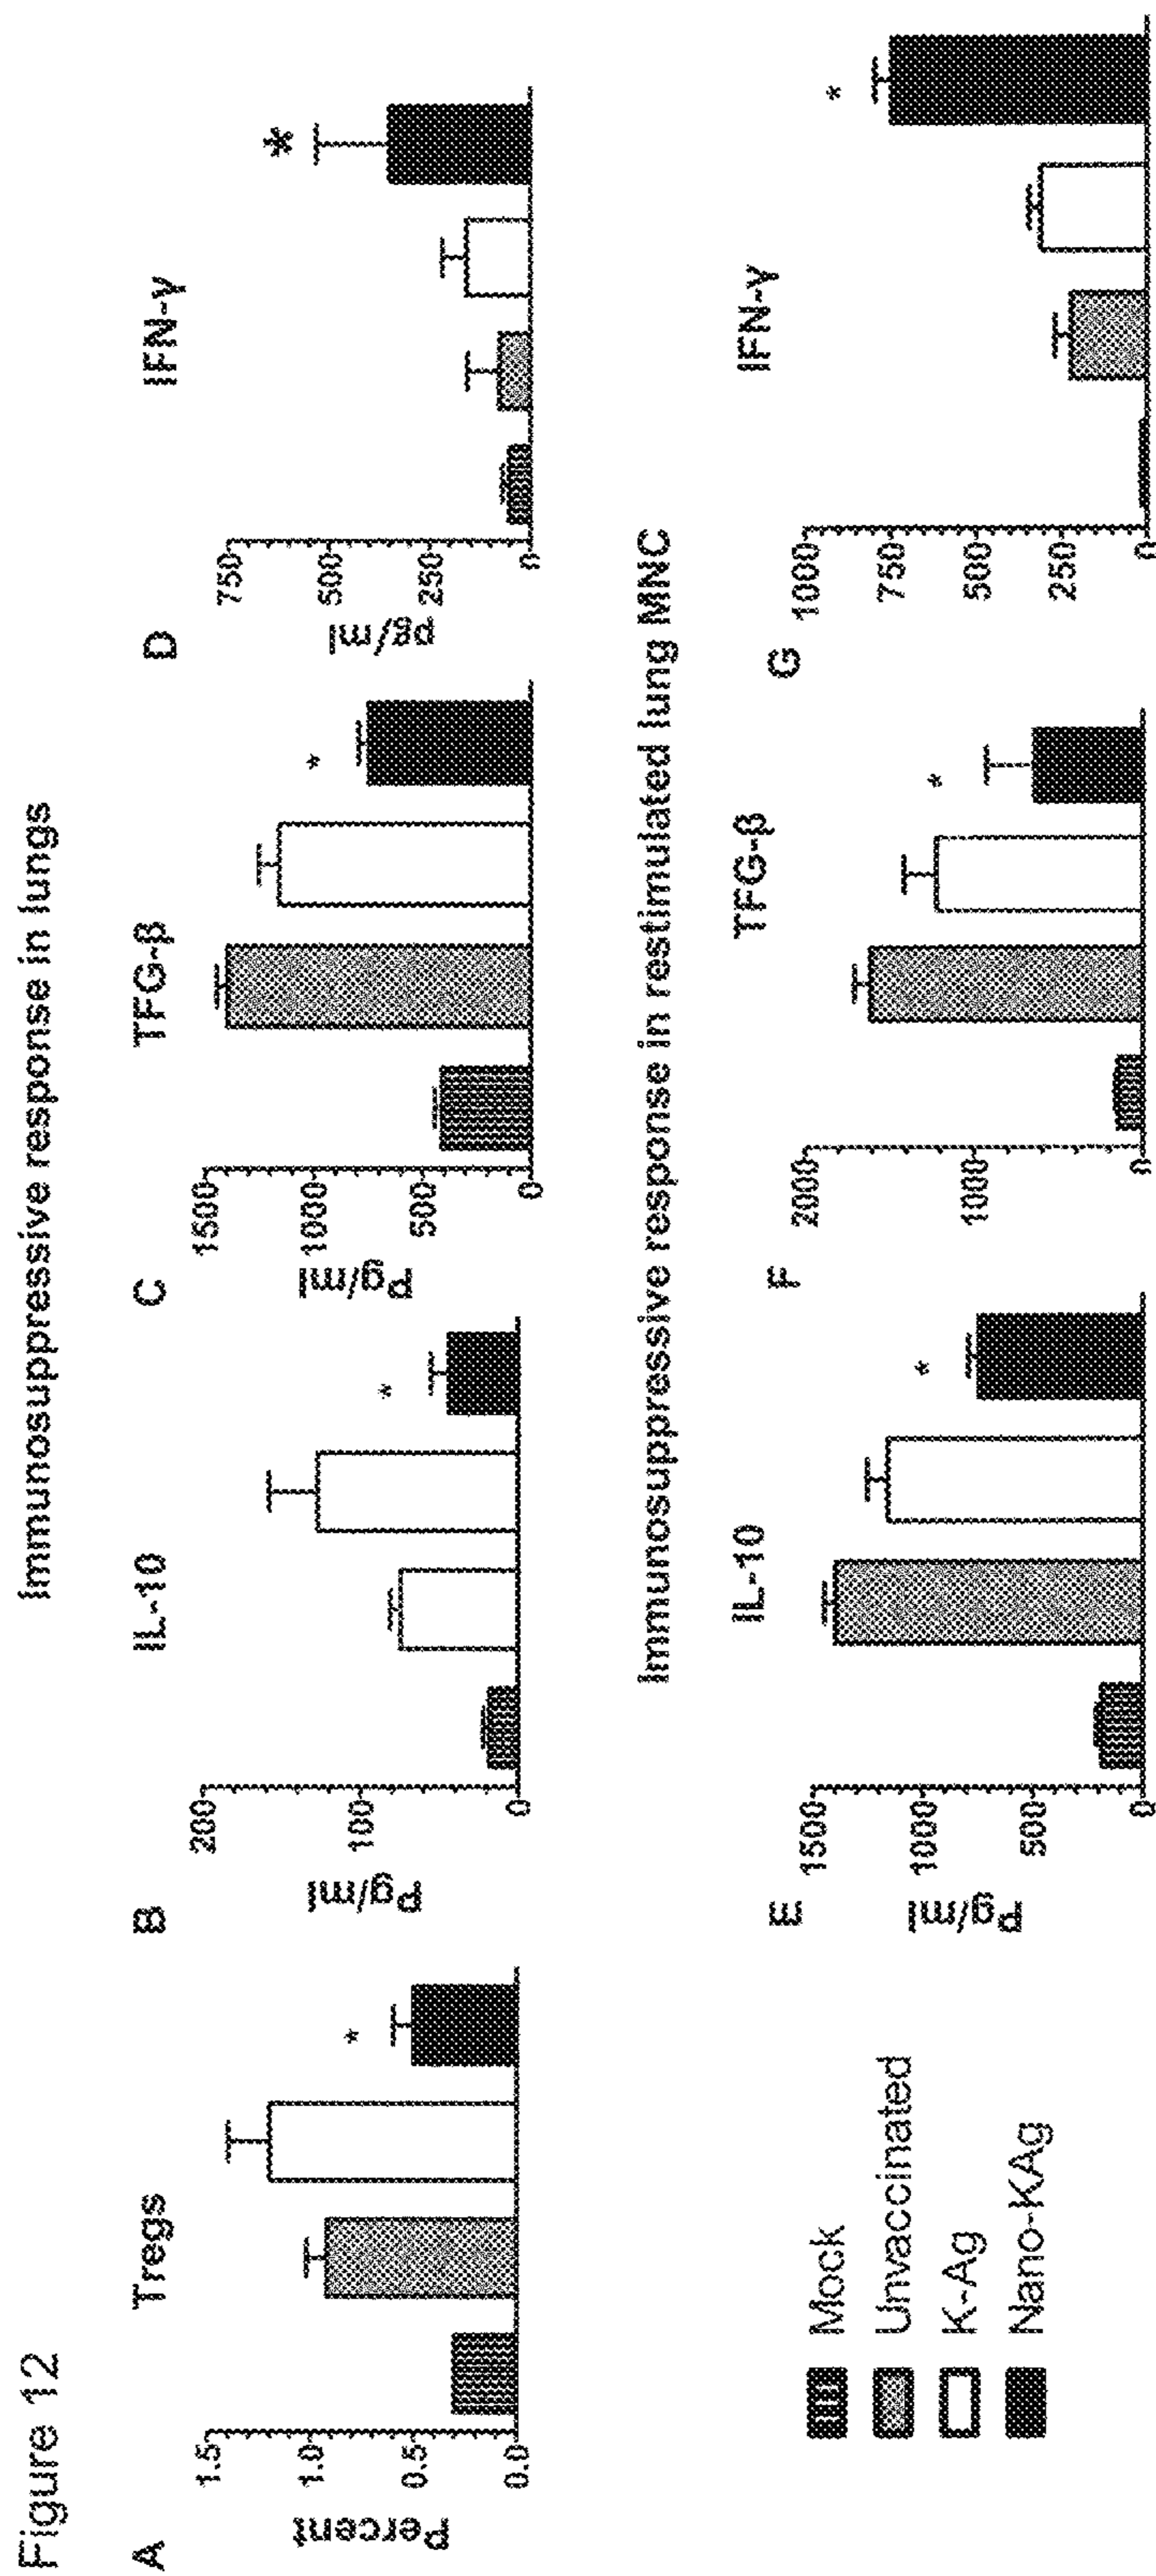 Figure 12
Immunosuppressive response in lungs
A
Tregs
Percent
1.5
1.0
0.5
0.0
*
B
IL-10
Pg/ml
200
100
0
*
C
TFG-β
Pg/ml
1500
1000
500
0
*
D
IFN-γ
pg/ml
750
500
250
0
*
Immunosuppressive response in restimulated lung MNC
Mock
Unvaccinated
K-Ag
Nano-KAg
E
IL-10
Pg/ml
1500
1000
500
0
*
F
TFG-β
2000
1000
0
*
G
IFN-γ
1000
750
500
250
0
*